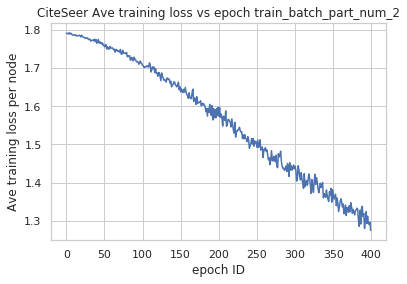 CiteSeer Ave training loss vs epoch train_batch_part_num_2
Ave training loss per node
1.8
1.7
1.6
1.5
1.4
1.3
0 50 100 150 200 250 300 350 400
epoch ID